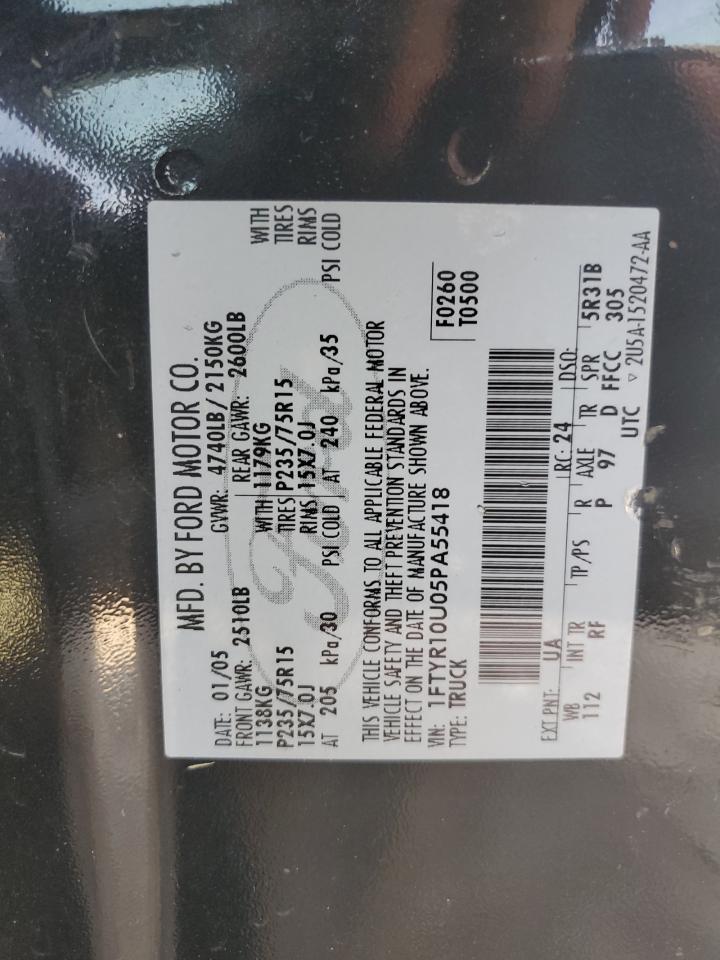 MFD. BY FORD MOTOR CO.
DATE: 01/05 GVWR: 4740LB/ 2150KG
FRONT GAWR: 2510LB REAR GAWR: 2600LB
1138KG WITH 1179KG WITH
P235/75R15 TIRES P235/75R15 TIRES
15X7.0J RIMS 15X7.0J RIMS
AT 205 kPa/30 PSI COLD AT 240 kPa/35 PSI COLD
Ford
THIS VEHICLE CONFORMS TO ALL APPLICABLE FEDERAL MOTOR
VEHICLE SAFETY AND THEFT PREVENTION STANDARDS IN
EFFECT ON THE DATE OF MANUFACTURE SHOWN ABOVE.
VIN: 1FTYR10U05PA55418 F0260
TYPE: TRUCK T0500
EXT PNT: UA RC: 24 DSO:
WB INT TR TP/PS R AXLE TR SPR 5R31B
112 RF P 97 D FFCC 305
UTC ▽ 2U5A-1520472-AA